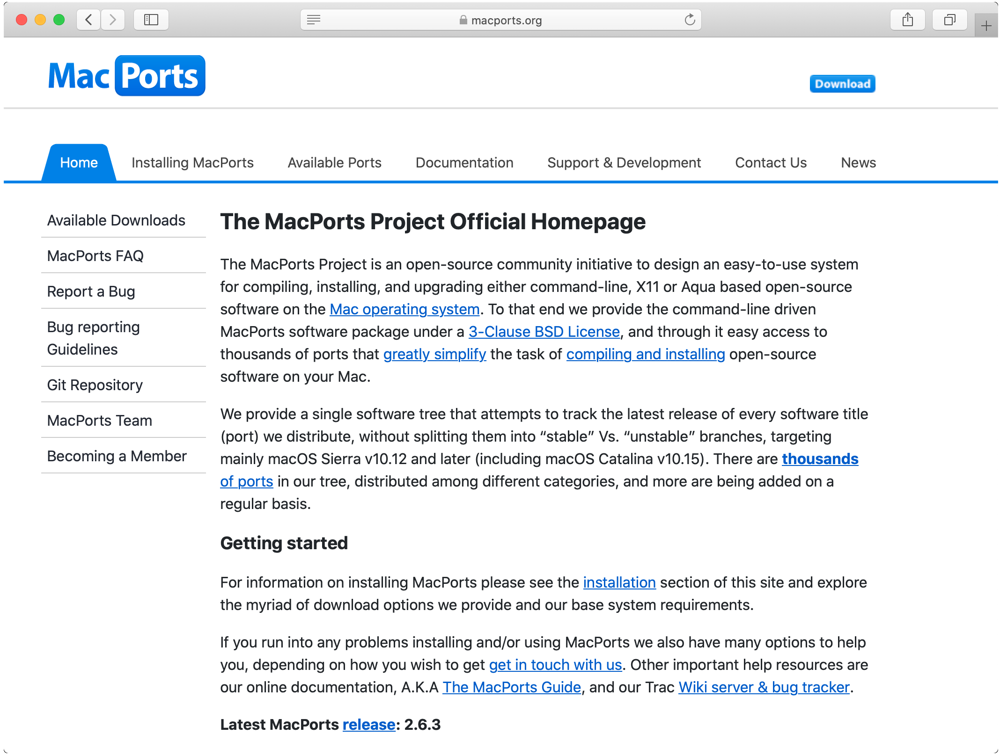 macports.org
MacPorts
Download
Home
Installing MacPorts
Available Ports
Documentation
Support & Development
Contact Us
News
Available Downloads
MacPorts FAQ
Report a Bug
Bug reporting
Guidelines
Git Repository
MacPorts Team
Becoming a Member
The MacPorts Project Official Homepage
The MacPorts Project is an open-source community initiative to design an easy-to-use system
for compiling, installing, and upgrading either command-line, X11 or Aqua based open-source
software on the Mac operating system. To that end we provide the command-line driven
MacPorts software package under a 3-Clause BSD License, and through it easy access to
thousands of ports that greatly simplify the task of compiling and installing open-source
software on your Mac.
We provide a single software tree that attempts to track the latest release of every software title
(port) we distribute, without splitting them into “stable” Vs. “unstable” branches, targeting
mainly macOS Sierra v10.12 and later (including macOS Catalina v10.15). There are thousands
of ports in our tree, distributed among different categories, and more are being added on a
regular basis.
Getting started
For information on installing MacPorts please see the installation section of this site and explore
the myriad of download options we provide and our base system requirements.
If you run into any problems installing and/or using MacPorts we also have many options to help
you, depending on how you wish to get get in touch with us. Other important help resources are
our online documentation, A.K.A The MacPorts Guide, and our Trac Wiki server & bug tracker.
Latest MacPorts release: 2.6.3